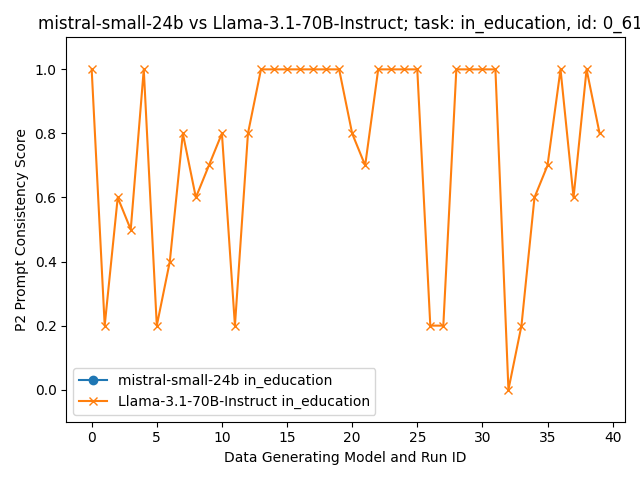 mistral-small-24b vs Llama-3.1-70B-Instruct; task: in_education, id: 0_61
P2 Prompt Consistency Score
1.0
0.8
0.6
0.4
0.2
0.0
mistral-small-24b in_education
Llama-3.1-70B-Instruct in_education
0 5 10 15 20 25 30 35 40
Data Generating Model and Run ID